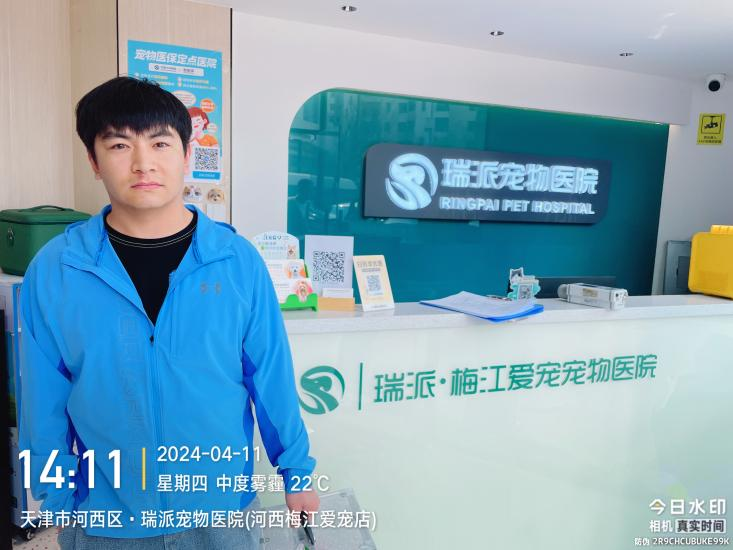 宠物医保定点医院
瑞派宠物医院
RINGPAI PET HOSPITAL
瑞派·梅江爱宠宠物医院
14:11
2024-04-11
星期四 中度雾霾 22℃
天津市河西区·瑞派宠物医院(河西梅江爱宠店)
今日水印
相机 真实时间
防伪 2R9CHCUBUKE99K